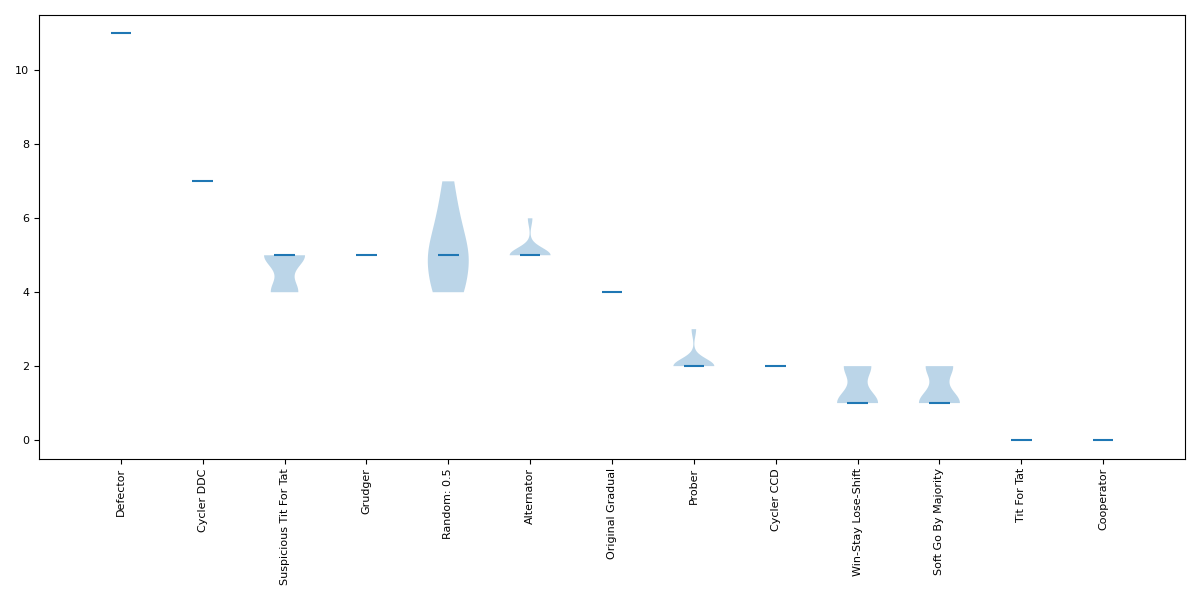 10
8
6
4
2
0
Defector
Cycler DDC
Suspicious Tit For Tat
Grudger
Random: 0.5
Alternator
Original Gradual
Prober
Cycler CCD
Win-Stay Lose-Shift
Soft Go By Majority
Tit For Tat
Cooperator